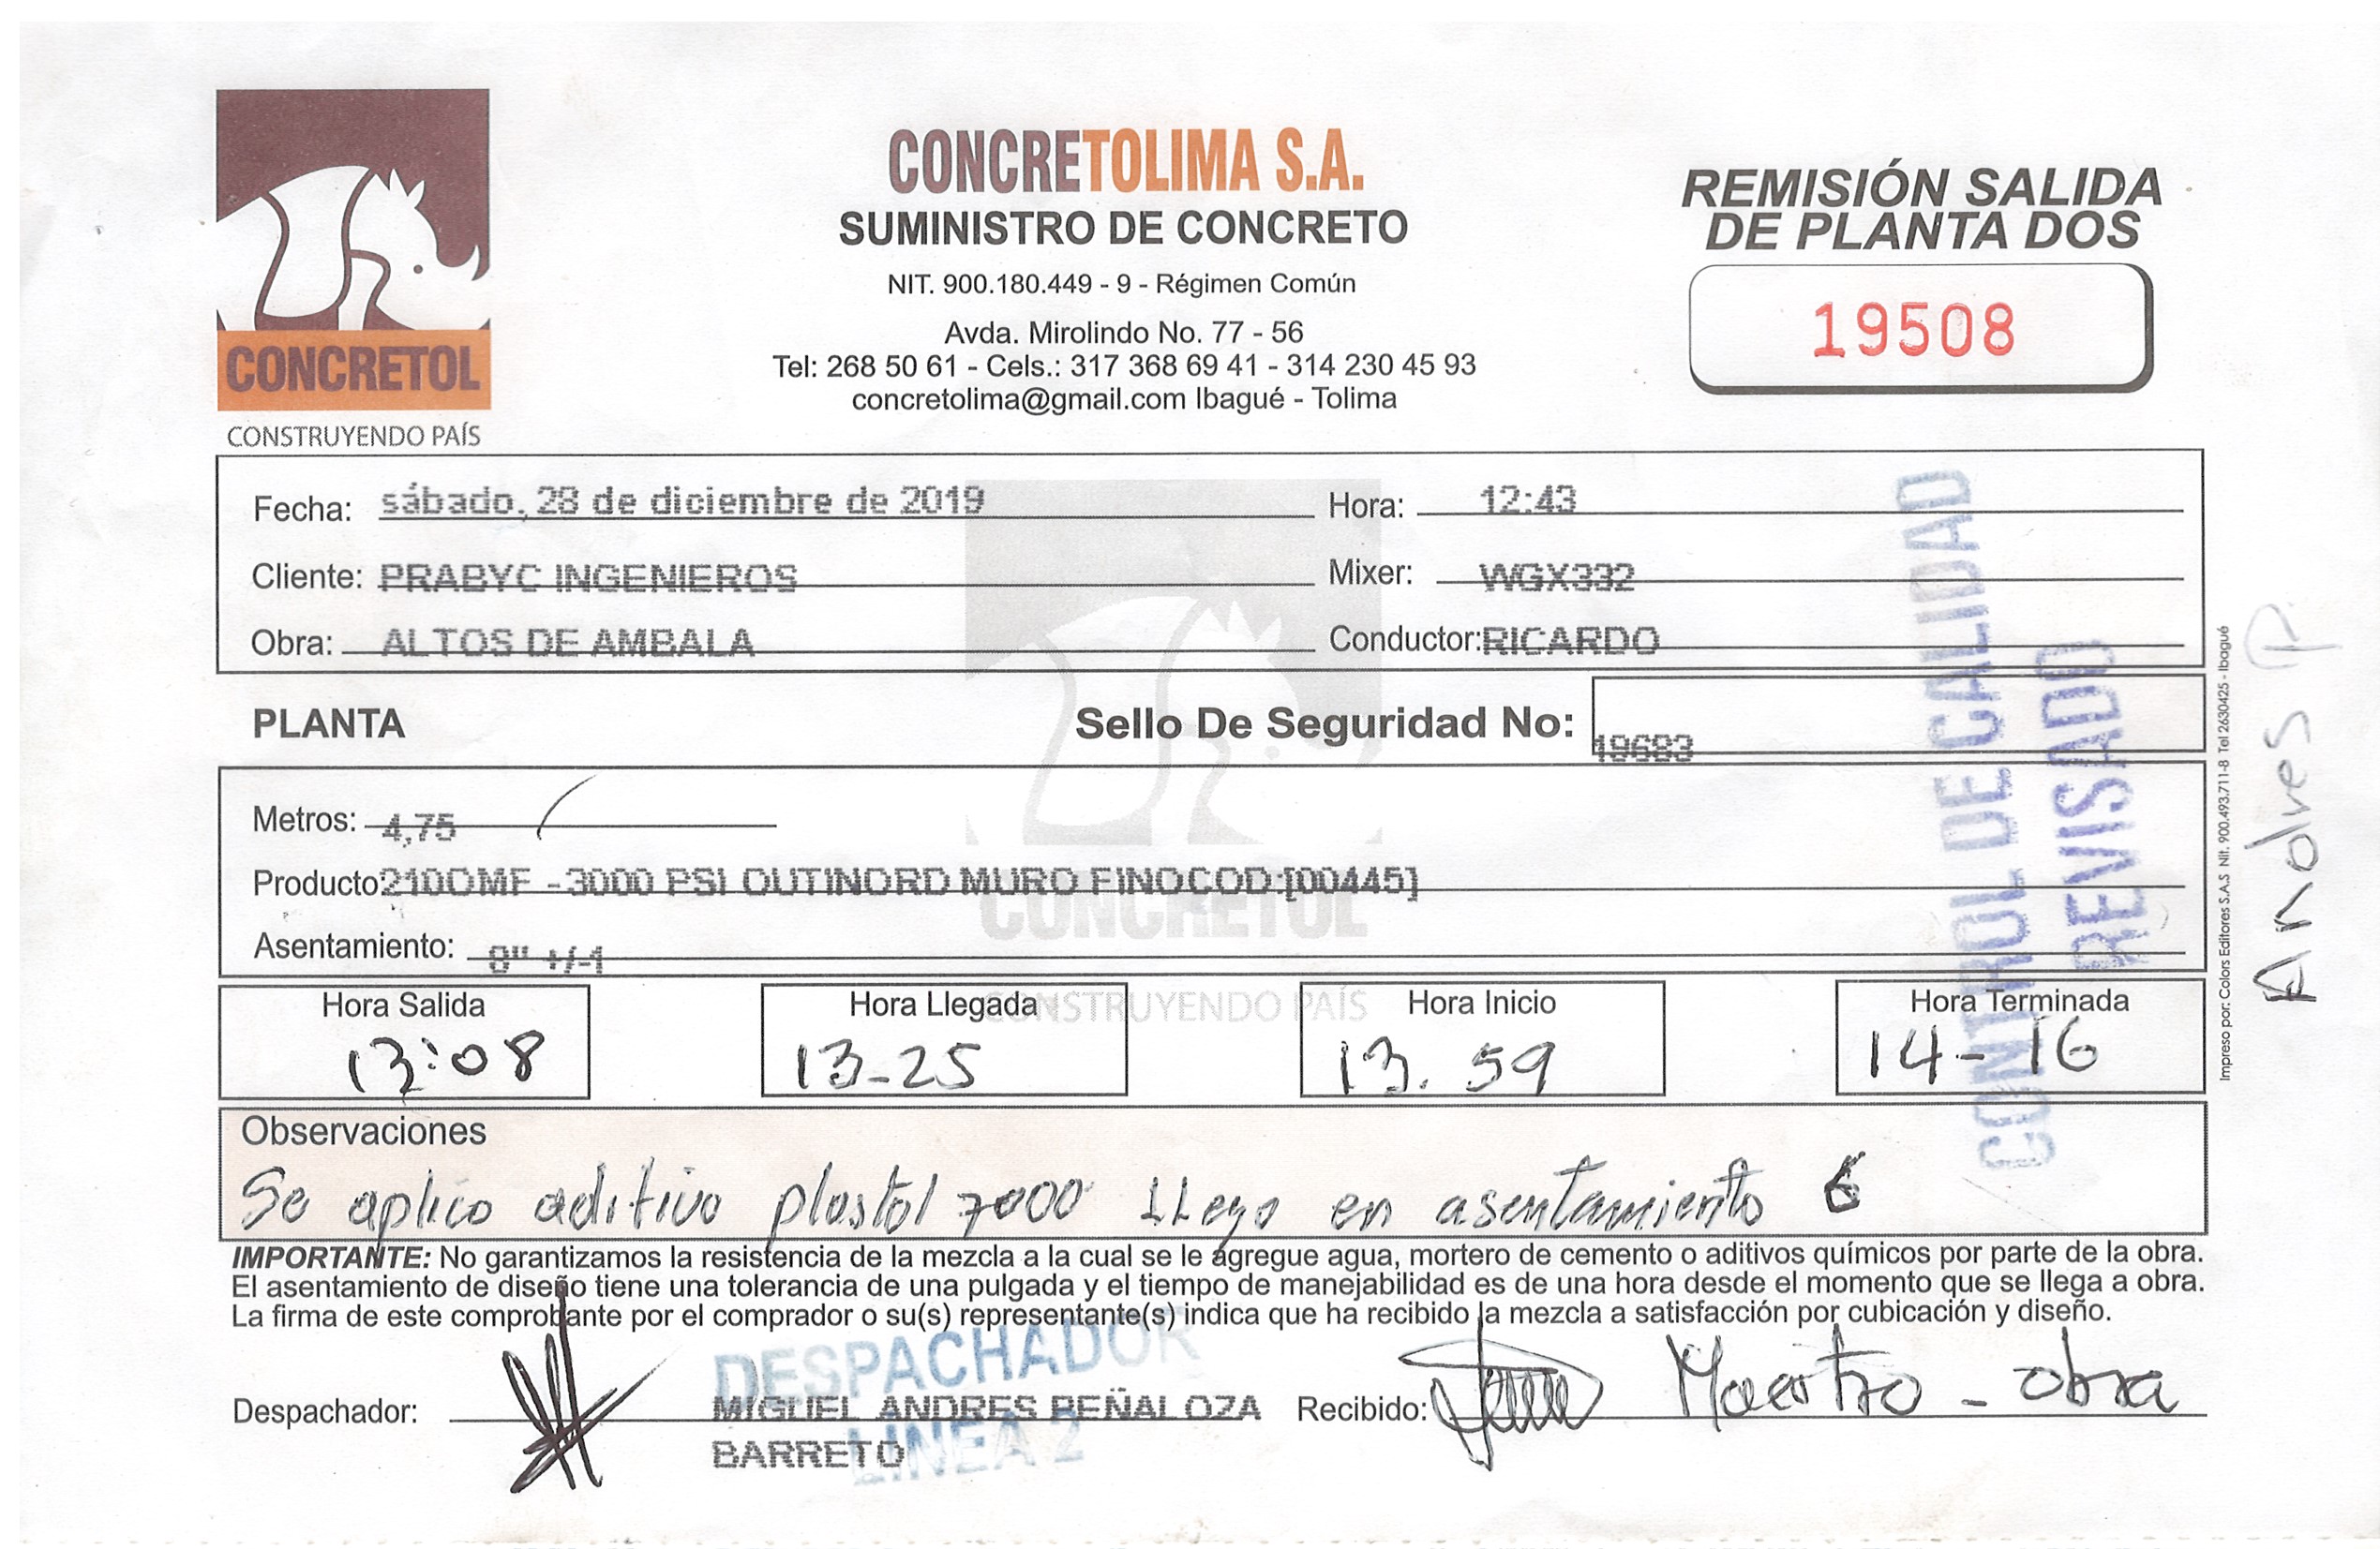 CONCRETOL
CONSTRUYENDO PAÍS
CONCRETOLIMA S.A.
SUMINISTRO DE CONCRETO
NIT. 900.180.449 - 9 - Régimen Común
Avda. Mirolindo No. 77 - 56
Tel: 268 50 61 - Cels.: 317 368 69 41 - 314 230 45 93
concretolima@gmail.com Ibagué - Tolima
REMISIÓN SALIDA
DE PLANTA DOS
19508
Fecha: sábado, 28 de diciembre de 2019 Hora: 12:43
Cliente: PRABYC INGENIEROS Mixer: WGX332
Obra: ALTOS DE AMBALA Conductor: RICARDO
PLANTA Sello De Seguridad No: 19683
Metros: 4,75
Producto 210OMF - 3000 PSI OUTINORD MURO FINOCOD:[00445]
Asentamiento: 8" +/-1
CONCRETOL
CONSTRUYENDO PAÍS
Hora Salida Hora Llegada Hora Inicio Hora Terminada
13:08 13-25 13. 59 14-16
Observaciones
Se aplico aditivo plastol 7000 LLego en asentamiento 6
IMPORTANTE: No garantizamos la resistencia de la mezcla a la cual se le agregue agua, mortero de cemento o aditivos químicos por parte de la obra.
El asentamiento de diseño tiene una tolerancia de una pulgada y el tiempo de manejabilidad es de una hora desde el momento que se llega a obra.
La firma de este comprobante por el comprador o su(s) representante(s) indica que ha recibido la mezcla a satisfacción por cubicación y diseño.
Despachador: MIGUEL ANDRES PEÑALOZA Recibido: Maestro - obra
BARRETO
DESPACHADOR
LINEA 2
CONTROL DE CALIDAD
REVISADO
Impreso por: Colors Editores S.A.S Nit. 900.493.711-8 Tel 2630425 - Ibagué
Andres P.